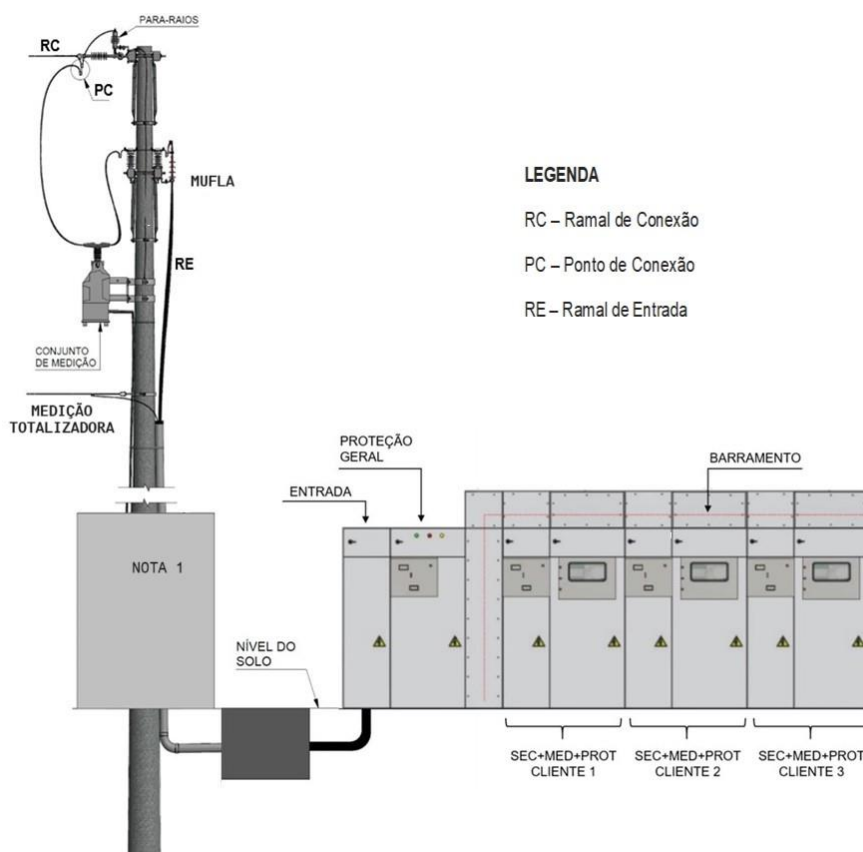 PARA-RAIOS
RC
PC
MUFLA
RE
CONJUNTO
DE MEDIÇÃO
MEDIÇÃO
TOTALIZADORA
NOTA 1
LEGENDA
RC – Ramal de Conexão
PC – Ponto de Conexão
RE – Ramal de Entrada
ENTRADA
PROTEÇÃO
GERAL
BARRAMENTO
NÍVEL DO
SOLO
SEC+MED+PROT
CLIENTE 1
SEC+MED+PROT
CLIENTE 2
SEC+MED+PROT
CLIENTE 3